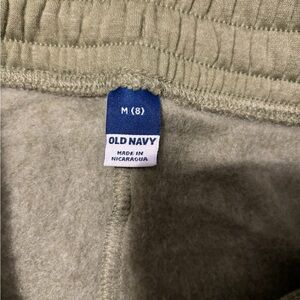 M (8)
OLD NAVY
MADE IN
NICARAGUA